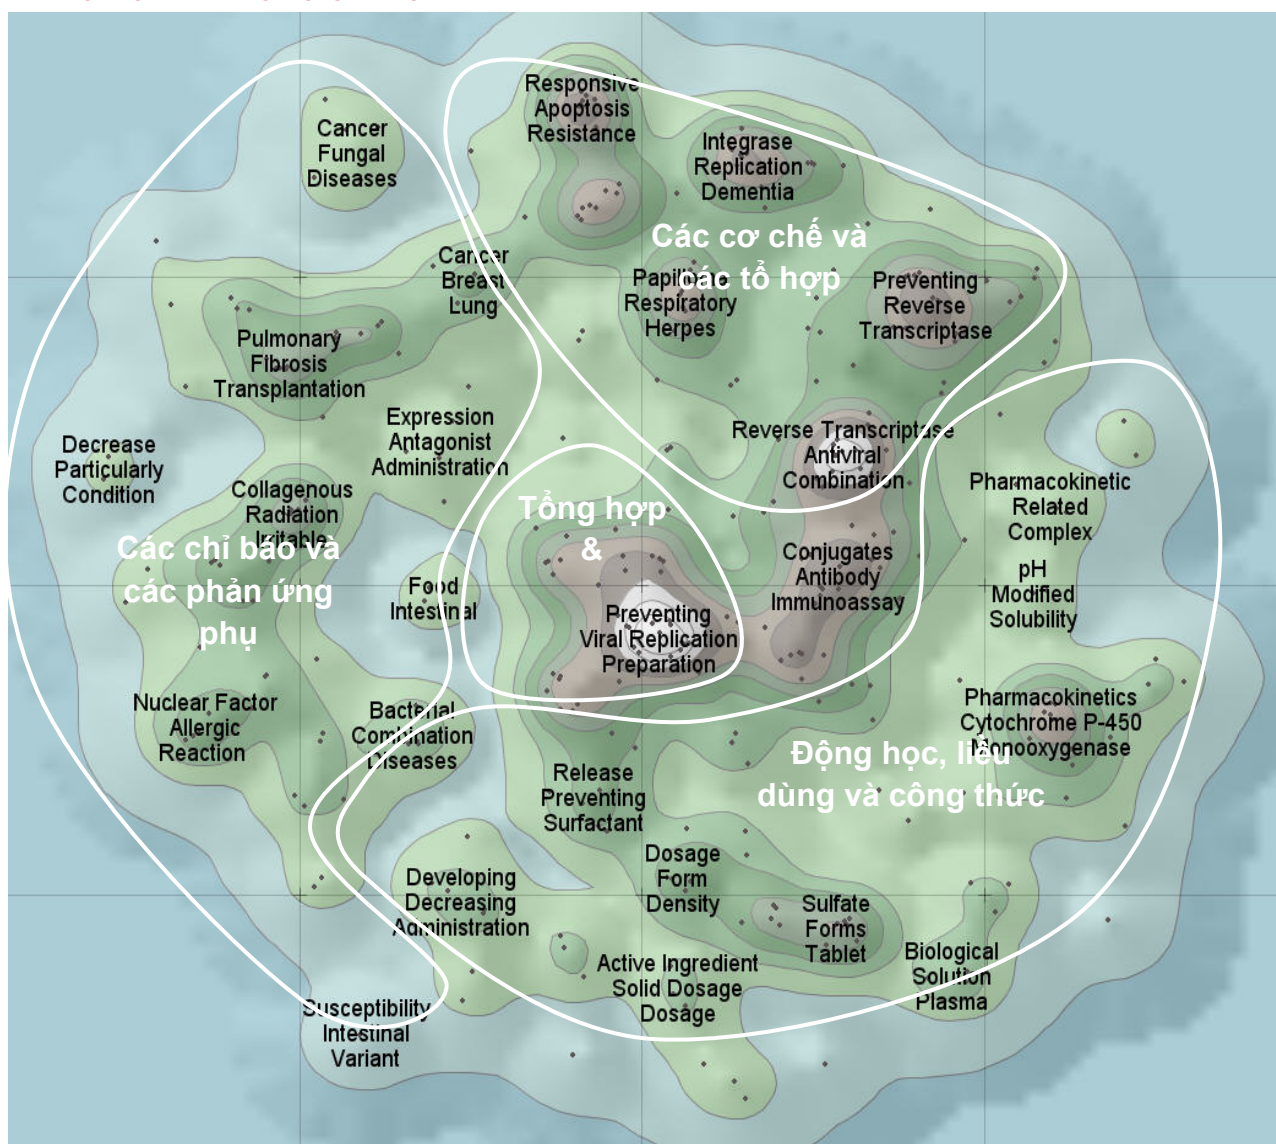 Responsive
Apoptosis
Resistance
Cancer
Fungal
Diseases
Integrase
Replication
Dementia
Các cơ chế và
các tổ hợp
Cancer
Breast
Lung
Respiratory
Herpes
Preventing
Reverse
Transcriptase
Pulmonary
Fibrosis
Transplantation
Expression
Antagonist
Administration
Reverse Transcriptase
Antiviral
Combination
Decrease
Particularly
Condition
Collagenous
Radiation
Irritable
Pharmacokinetic
Related
Complex
Tổng hợp
&
Các chỉ báo và
các phản ứng
phụ
Conjugates
Antibody
Immunoassay
pH
Modified
Solubility
Food
Intestinal
Preventing
Viral Replication
Preparation
Nuclear Factor
Allergic
Reaction
Bacterial
Combination
Diseases
Pharmacokinetics
Cytochrome P-450
Monooxygenase
Động học, liều
dùng và công thức
Release
Preventing
Surfactant
Dosage
Form
Density
Developing
Decreasing
Administration
Sulfate
Forms
Tablet
Active Ingredient
Solid Dosage
Dosage
Biological
Solution
Plasma
Susceptibility
Intestinal
Variant